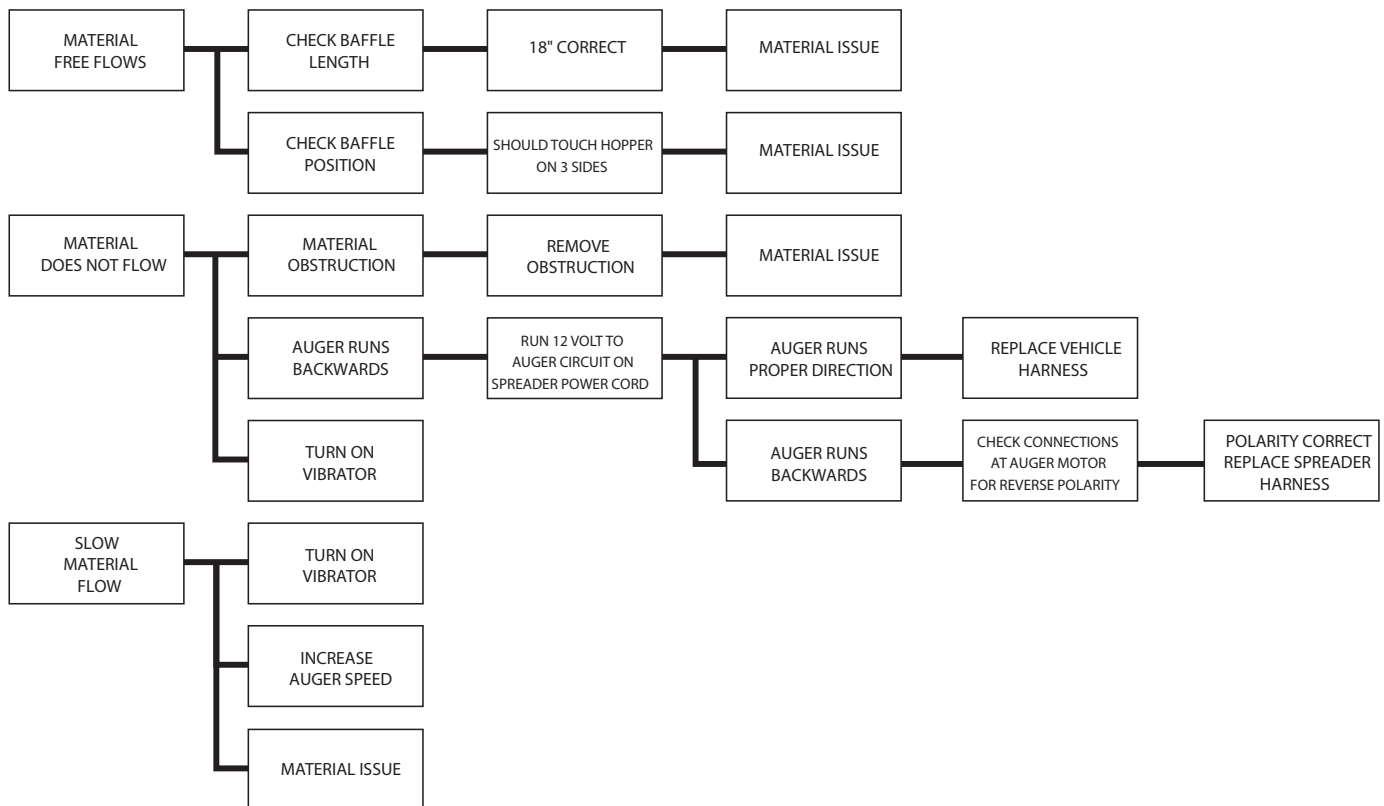 MATERIAL
FREE FLOWS
CHECK BAFFLE
LENGTH
18" CORRECT
MATERIAL ISSUE
CHECK BAFFLE
POSITION
SHOULD TOUCH HOPPER
ON 3 SIDES
MATERIAL ISSUE
MATERIAL
DOES NOT FLOW
MATERIAL
OBSTRUCTION
REMOVE
OBSTRUCTION
MATERIAL ISSUE
AUGER RUNS
BACKWARDS
RUN 12 VOLT TO
AUGER CIRCUIT ON
SPREADER POWER CORD
AUGER RUNS
PROPER DIRECTION
REPLACE VEHICLE
HARNESS
AUGER RUNS
BACKWARDS
CHECK CONNECTIONS
AT AUGER MOTOR
FOR REVERSE POLARITY
POLARITY CORRECT
REPLACE SPREADER
HARNESS
TURN ON
VIBRATOR
SLOW
MATERIAL
FLOW
TURN ON
VIBRATOR
INCREASE
AUGER SPEED
MATERIAL ISSUE